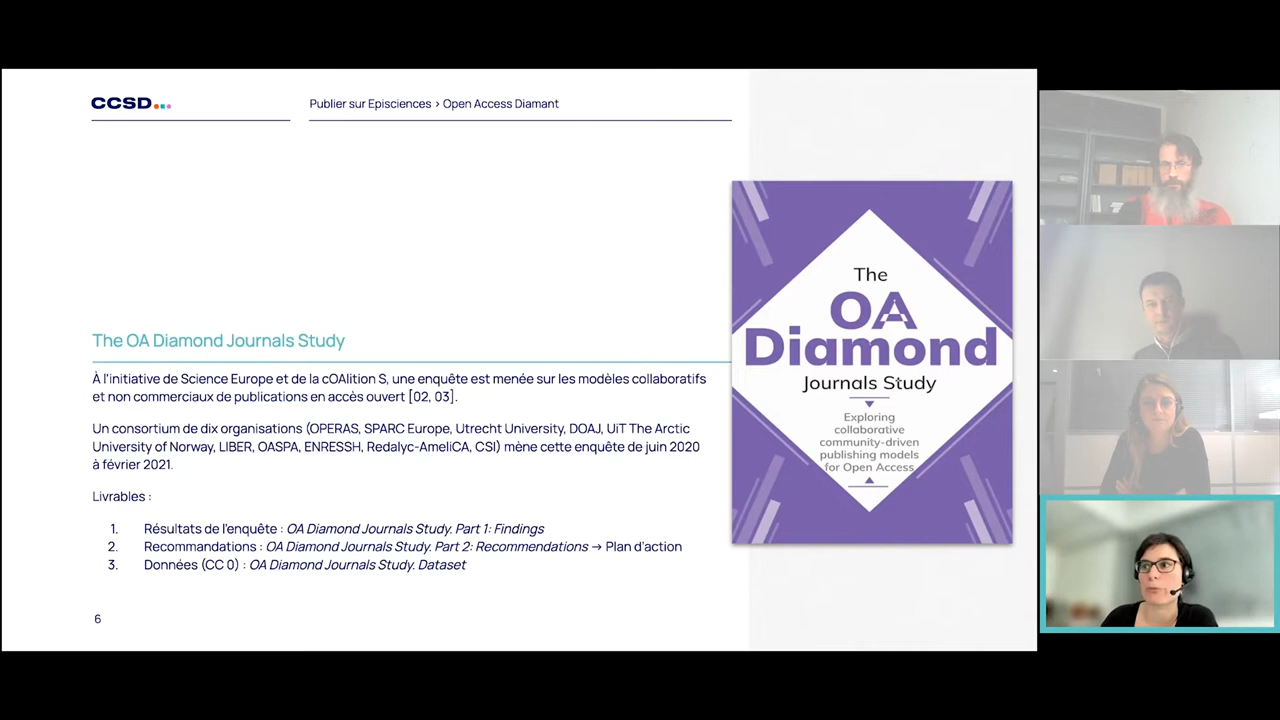 CCSD
Publier sur Episciences > Open Access Diamant
The OA Diamond Journals Study
À l'initiative de Science Europe et de la cOAlition S, une enquête est menée sur les modèles collaboratifs
et non commerciaux de publications en accès ouvert [02, 03].
Un consortium de dix organisations (OPERAS, SPARC Europe, Utrecht University, DOAJ, UiT The Arctic
University of Norway, LIBER, OASPA, ENRESSH, Redalyc-AmeliCA, CSI) mène cette enquête de juin 2020
à février 2021.
Livrables :
1. Résultats de l'enquête : OA Diamond Journals Study. Part 1: Findings
2. Recommandations : OA Diamond Journals Study. Part 2: Recommendations → Plan d'action
3. Données (CC 0) : OA Diamond Journals Study. Dataset
6
The
OA
Diamond
Journals Study
Exploring
collaborative
community-driven
publishing models
for Open Access